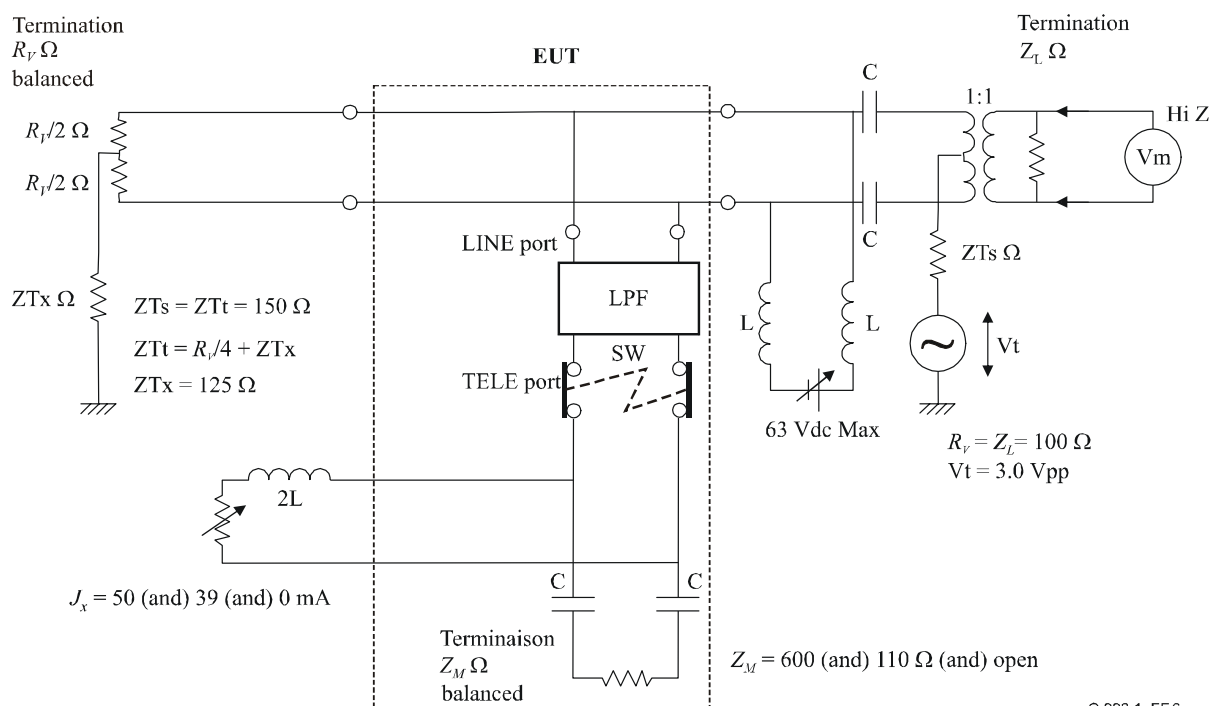 Termination
R_V Ω
balanced
Termination
Z_L Ω
EUT
C
1:1
Hi Z
R_V/2 Ω
Vm
R_V/2 Ω
C
LINE port
ZTs Ω
ZTx Ω
LPF
ZTs = ZTt = 150 Ω
L
L
Vt
ZTt = R_V/4 + ZTx
SW
ZTx = 125 Ω
TELE port
63 Vdc Max
R_V = Z_L = 100 Ω
Vt = 3.0 Vpp
2L
J_x = 50 (and) 39 (and) 0 mA
C
C
Terminaison
Z_M Ω
balanced
Z_M = 600 (and) 110 Ω (and) open